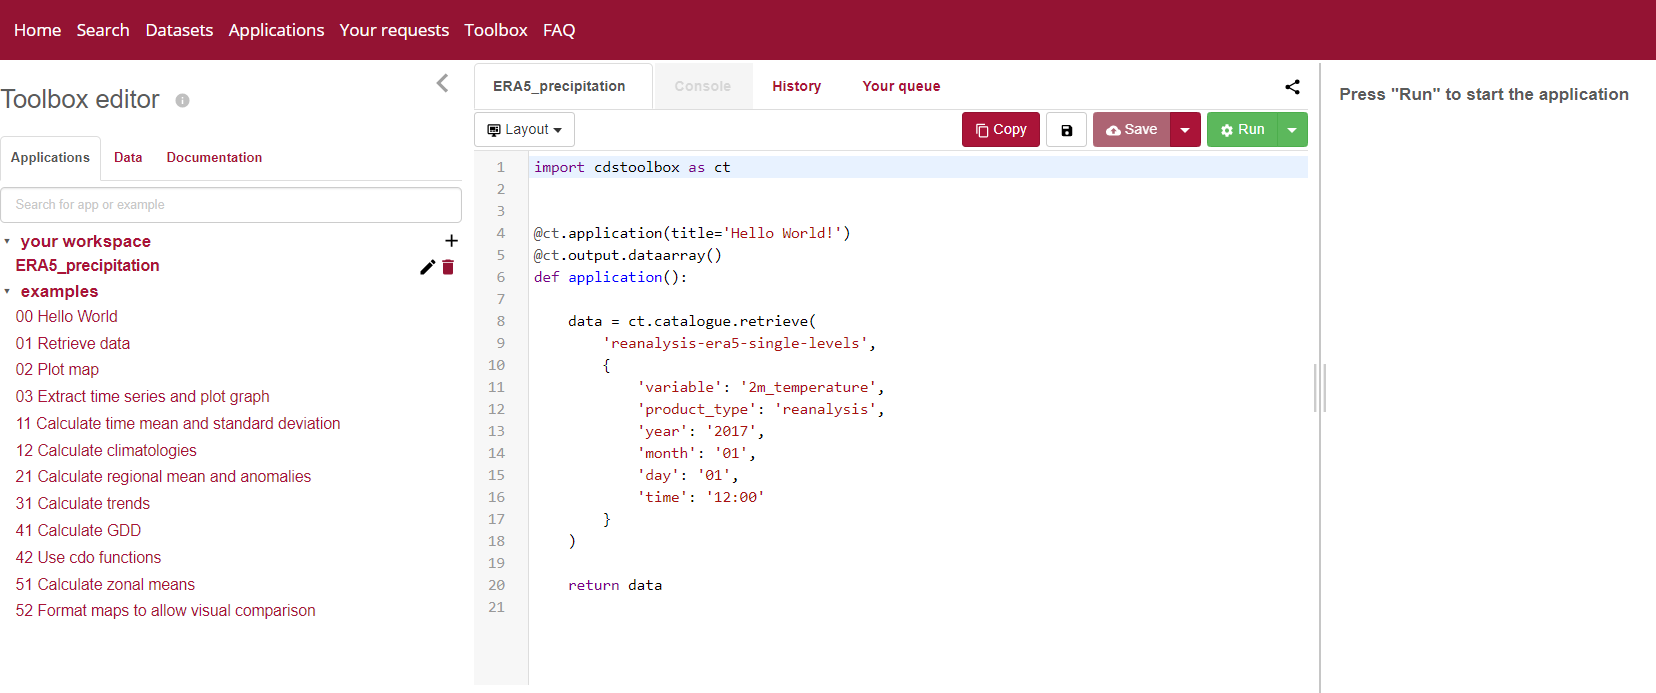 Home Search Datasets Applications Your requests Toolbox FAQ
Toolbox editor
Applications Data Documentation
Search for app or example
your workspace
ERA5_precipitation
examples
00 Hello World
01 Retrieve data
02 Plot map
03 Extract time series and plot graph
11 Calculate time mean and standard deviation
12 Calculate climatologies
21 Calculate regional mean and anomalies
31 Calculate trends
41 Calculate GDD
42 Use cdo functions
51 Calculate zonal means
52 Format maps to allow visual comparison
ERA5_precipitation Console History Your queue
Layout Copy Save Run
1 import cdstoolbox as ct
2
3
4 @ct.application(title='Hello World!')
5 @ct.output.dataarray()
6 def application():
7
8 data = ct.catalogue.retrieve(
9 'reanalysis-era5-single-levels',
10 {
11 'variable': '2m_temperature',
12 'product_type': 'reanalysis',
13 'year': '2017',
14 'month': '01',
15 'day': '01',
16 'time': '12:00'
17 }
18 )
19
20 return data
21
Press "Run" to start the application